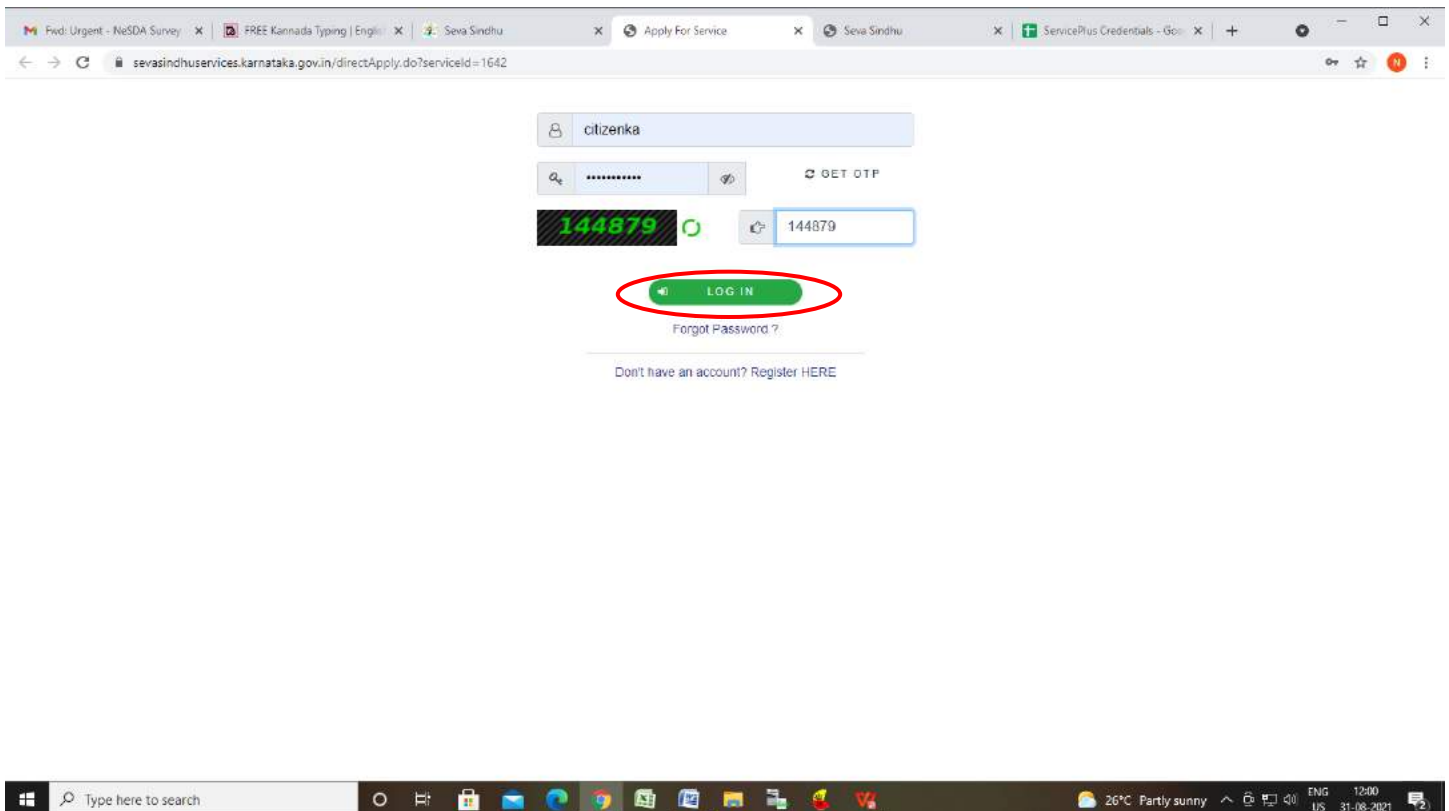 Fwd: Urgent - NeSDA Survey
FREE Kannada Typing | Englis
Seva Sindhu
Apply For Service
Seva Sindhu
ServicePlus Credentials - Goo
sevasindhuservices.karnataka.gov.in/directApply.do?serviceId=1642
N
citizenka
GET OTP
144879
144879
LOG IN
Forgot Password ?
Don't have an account? Register HERE
Type here to search
26°C Partly sunny
ENG
US
12:00
31-08-2021
2